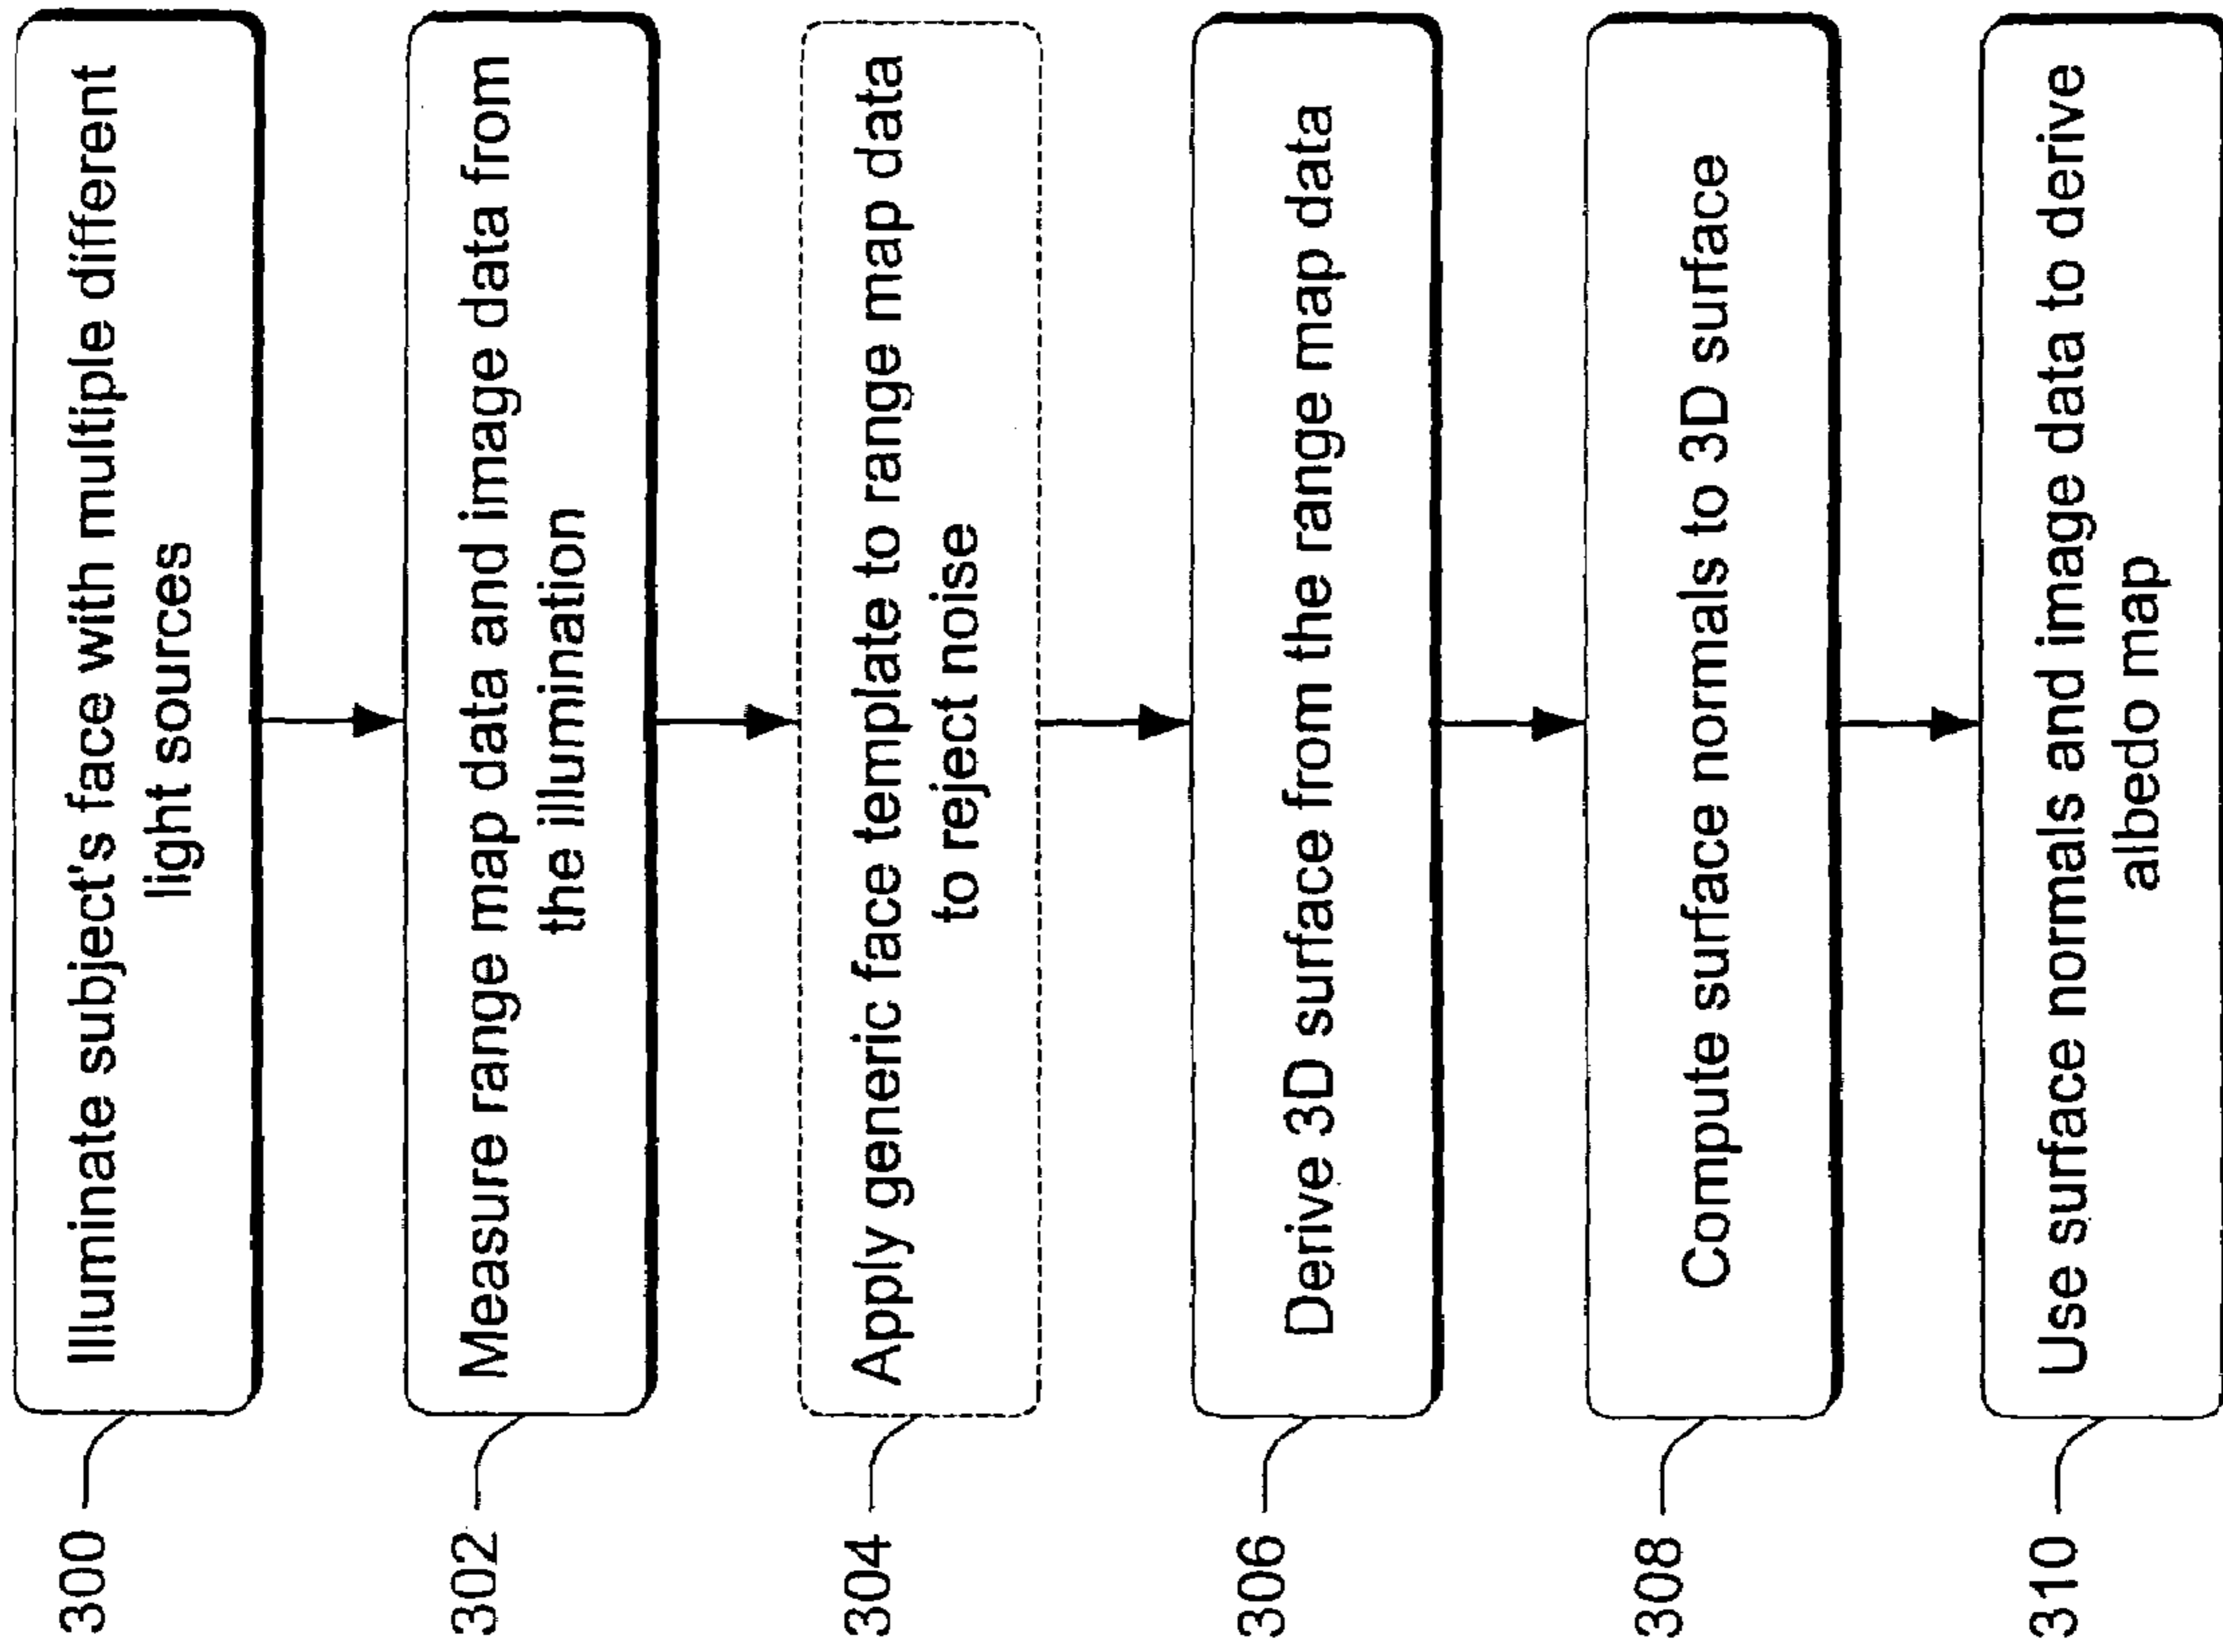 300
Illuminate subject's face with multiple different
light sources
302
Measure range map data and image data from
the illumination
304
Apply generic face template to range map data
to reject noise
306
Derive 3D surface from the range map data
308
Compute surface normals to 3D surface
310
Use surface normals and image data to derive
albedo map